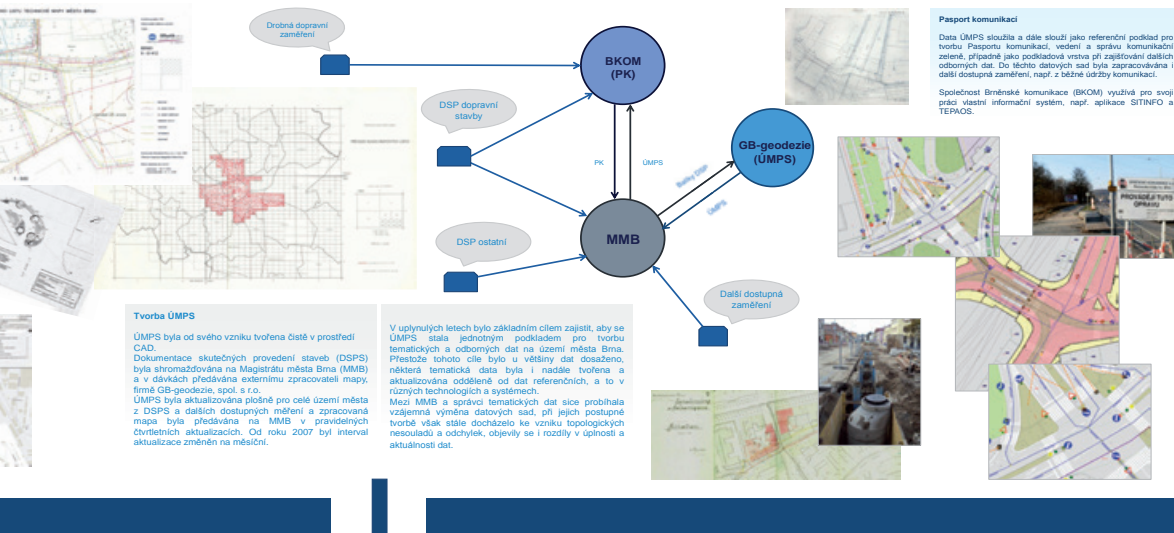 LISTU TECHNICKÉ MAPY MĚSTA BRNA
Drobná dopravní
zaměření
BKOM
(PK)
DSP dopravní
stavby
GB-geodezie
(ÚMPS)
PK
ÚMPS
Balíky DSP
ÚMPS
MMB
DSP ostatní
Další dostupná
zaměření
Pasport komunikací
Data ÚMPS sloužila a dále slouží jako referenční podklad pro
tvorbu Pasportu komunikací, vedení a správu komunikační
zeleně, případně jako podkladová vrstva při zajišťování dalších
odborných dat. Do těchto datových sad byla zapracovávána i
další dostupná zaměření, např. z běžné údržby komunikací.
Společnost Brněnské komunikace (BKOM) využívá pro svoji
práci vlastní informační systém, např. aplikace SITINFO a
TEPAOS.
PROVÁDĚJÍ TUTO
OPRAVU
Tvorba ÚMPS
ÚMPS byla od svého vzniku tvořena čistě v prostředí
CAD.
Dokumentace skutečných provedení staveb (DSPS)
byla shromažďována na Magistrátu města Brna (MMB)
a v dávkách předávána externímu zpracovateli mapy,
firmě GB-geodezie, spol. s r.o.
ÚMPS byla aktualizována plošně pro celé území města
z DSPS a dalších dostupných měření a zpracovaná
mapa byla předávána na MMB v pravidelných
čtvrtletních aktualizacích. Od roku 2007 byl interval
aktualizace změněn na měsíční.
V uplynulých letech bylo základním cílem zajistit, aby se
ÚMPS stala jednotným podkladem pro tvorbu
tematických a odborných dat na území města Brna.
Přestože tohoto cíle bylo u většiny dat dosaženo,
některá tematická data byla i nadále tvořena a
aktualizována odděleně od dat referenčních, a to v
různých technologiích a systémech.
Mezi MMB a správci tematických dat sice probíhala
vzájemná výměna datových sad, při jejich postupné
tvorbě však stále docházelo ke vzniku topologických
nesouladů a odchylek, objevily se i rozdíly v úplnosti a
aktuálnosti dat.